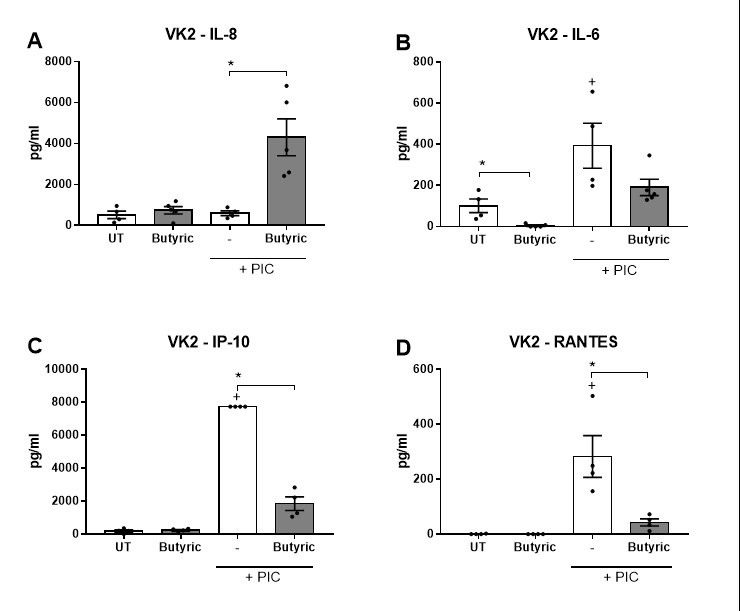 A
VK2 - IL-8
pg/ml
8000
6000
4000
2000
0
*
UT
Butyric
-
Butyric
+ PIC
B
VK2 - IL-6
pg/ml
800
600
400
200
0
*
+
UT
Butyric
-
Butyric
+ PIC
C
VK2 - IP-10
pg/ml
10000
8000
6000
4000
2000
0
*
+
UT
Butyric
-
Butyric
+ PIC
D
VK2 - RANTES
pg/ml
600
400
200
0
*
+
UT
Butyric
-
Butyric
+ PIC